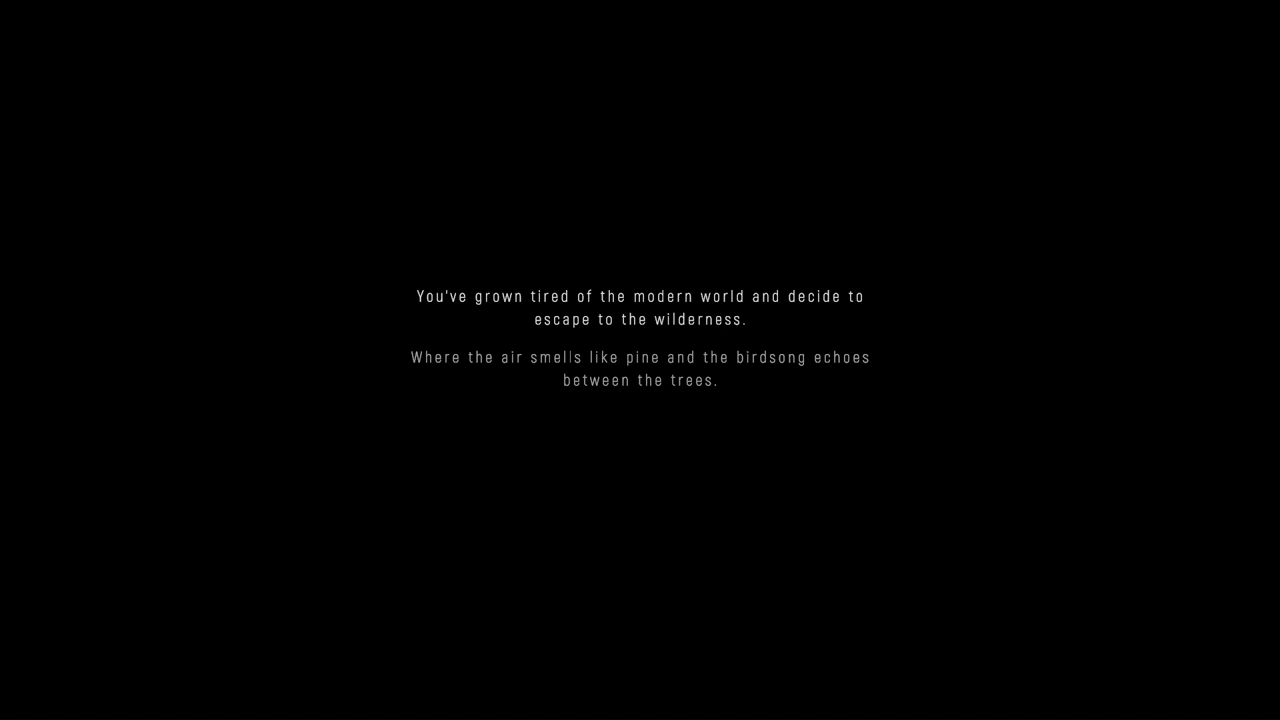 You've grown tired of the modern world and decide to
escape to the wilderness.
Where the air smells like pine and the birdsong echoes
between the trees.